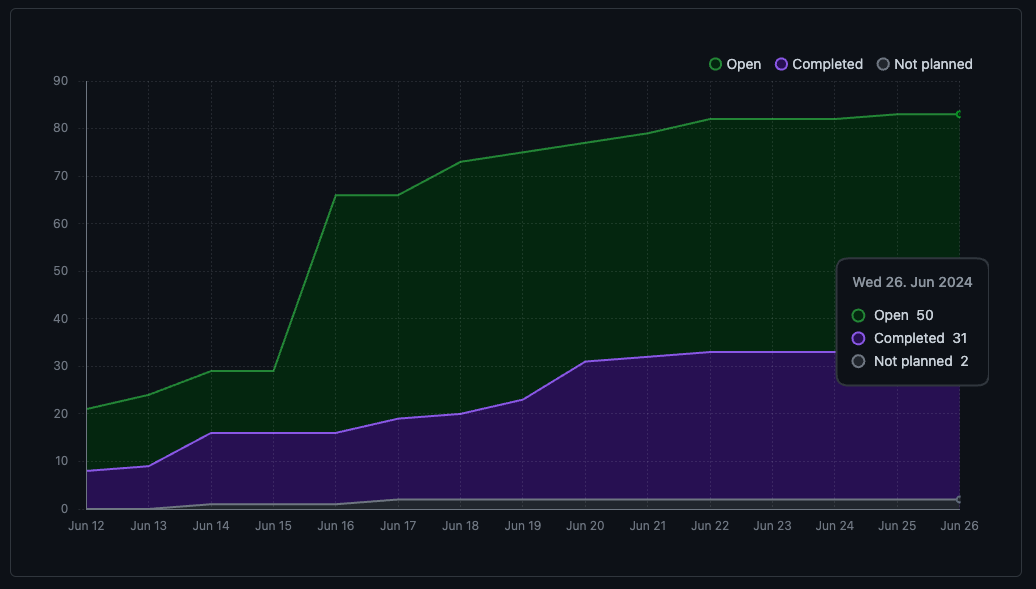 Open Completed Not planned
90
80
70
60
50
40
30
20
10
0
Wed 26. Jun 2024
Open 50
Completed 31
Not planned 2
Jun 12 Jun 13 Jun 14 Jun 15 Jun 16 Jun 17 Jun 18 Jun 19 Jun 20 Jun 21 Jun 22 Jun 23 Jun 24 Jun 25 Jun 26